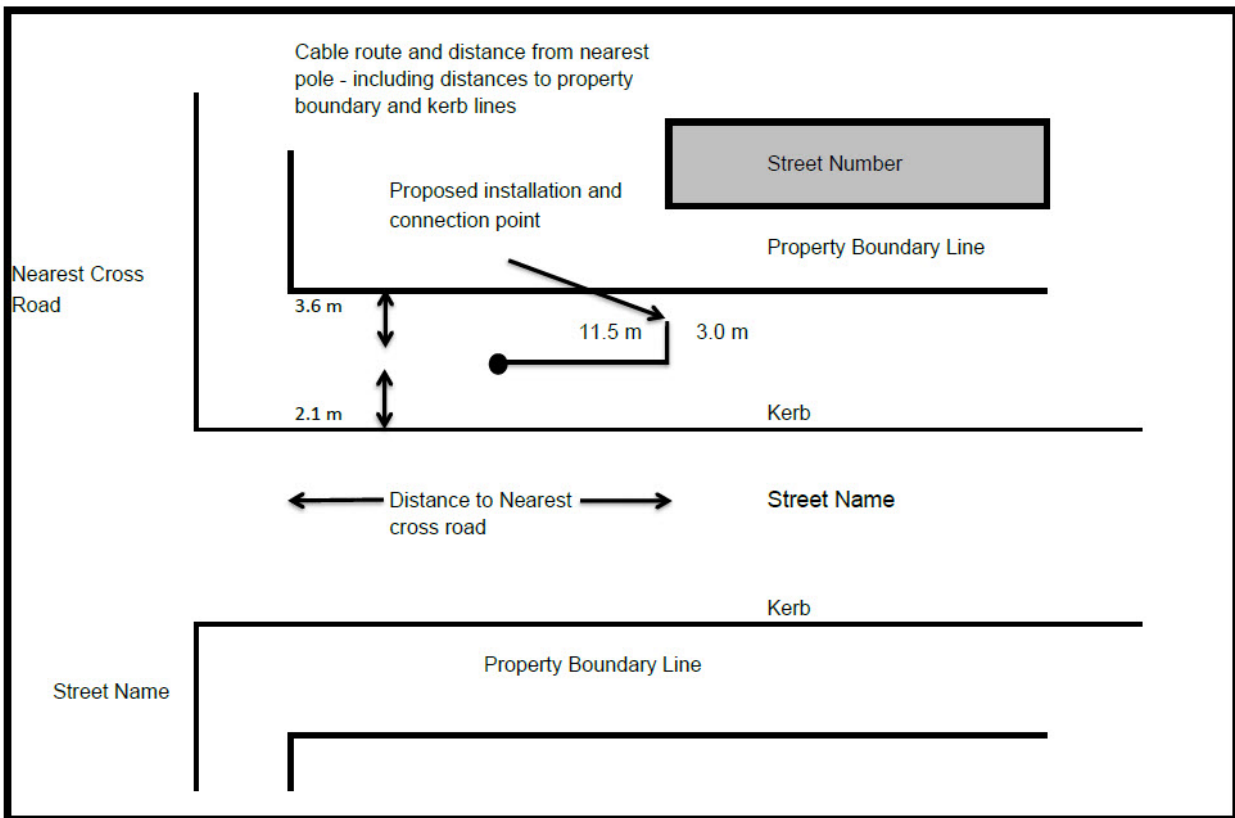 Cable route and distance from nearest
pole - including distances to property
boundary and kerb lines
Street Number
Proposed installation and
connection point
Property Boundary Line
Nearest Cross
Road
3.6 m
11.5 m
3.0 m
2.1 m
Kerb
Distance to Nearest
cross road
Street Name
Kerb
Property Boundary Line
Street Name